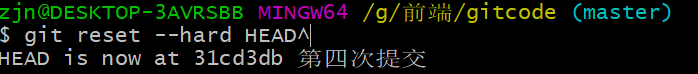 zjn@DESKTOP-3AVRSBB MINGW64 /g/前端/gitcode (master)
$ git reset --hard HEAD^
HEAD is now at 31cd3db 第四次提交